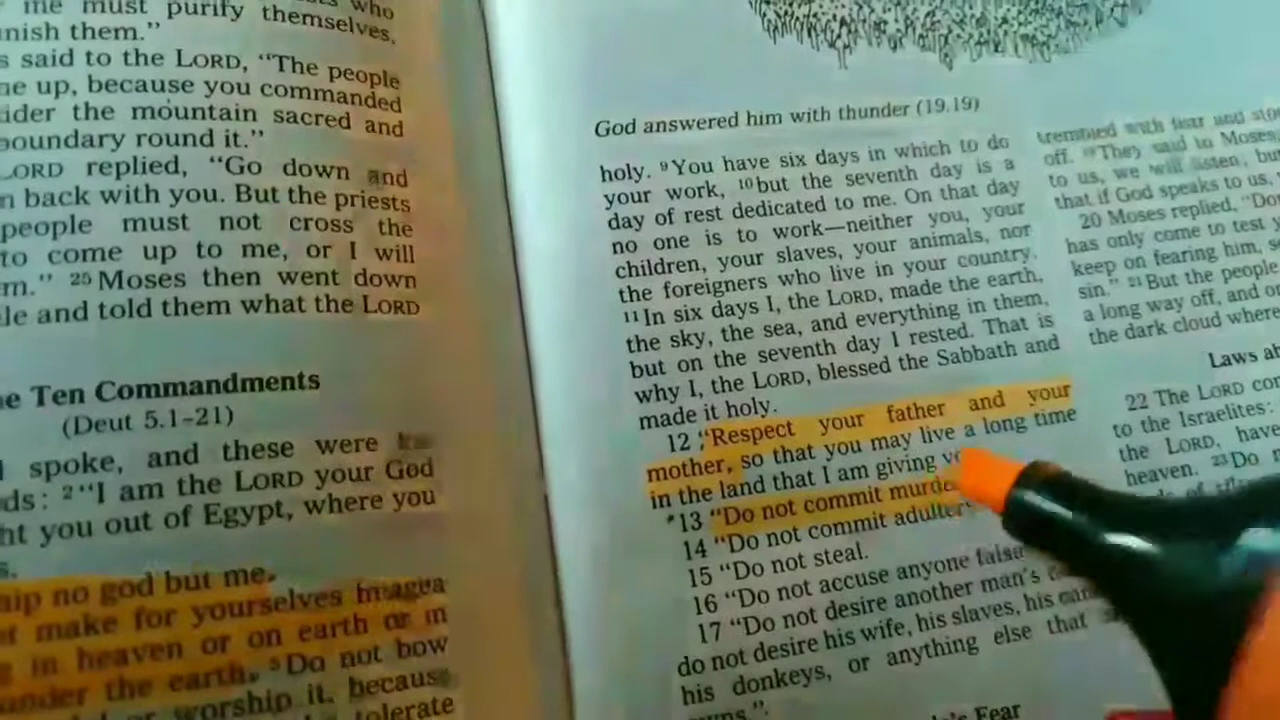 me must purify themselves,
nish them."
s said to the LORD, "The people
me up, because you commanded
ider the mountain sacred and
boundary round it."
LORD replied, "Go down and
n back with you. But the priests
people must not cross the
to come up to me, or I will
m." 25 Moses then went down
le and told them what the LORD
e Ten Commandments
(Deut 5.1-21)
spoke, and these were
ds: 2 "I am the LORD your God
ht you out of Egypt, where you
s.
ip no god but me.
make for yourselves images
in heaven or on earth or
under the earth. 5 Do not bow
worship it, because
tolerate
God answered him with thunder (19.19)
holy. 9 You have six days in which to do
your work, 10 but the seventh day is a
day of rest dedicated to me. On that day
no one is to work—neither you, your
children, your slaves, your animals, nor
the foreigners who live in your country.
11 In six days I, the LORD, made the earth,
the sky, the sea, and everything in them,
but on the seventh day I rested. That is
why I, the LORD, blessed the Sabbath and
made it holy.
12 "Respect your father and your
mother, so that you may live a long time
in the land that I am giving
*13 "Do not commit
14 "Do not commit
15 "Do not steal.
16 "Do not accuse anyone
17 "Do not desire another man's
do not desire his wife, his slaves, his
his donkeys, or anything else that
Fear
trembled with fear and
off. 19 They said to Moses,
to us, we will listen, but
that if God speaks to us,
20 Moses replied, "Do
has only come to test
keep on fearing him,
sin." 21 But the people
a long way off, and
the dark cloud where
Laws
22 The LORD
to the Israelites:
the LORD, have
heaven. 23 Do